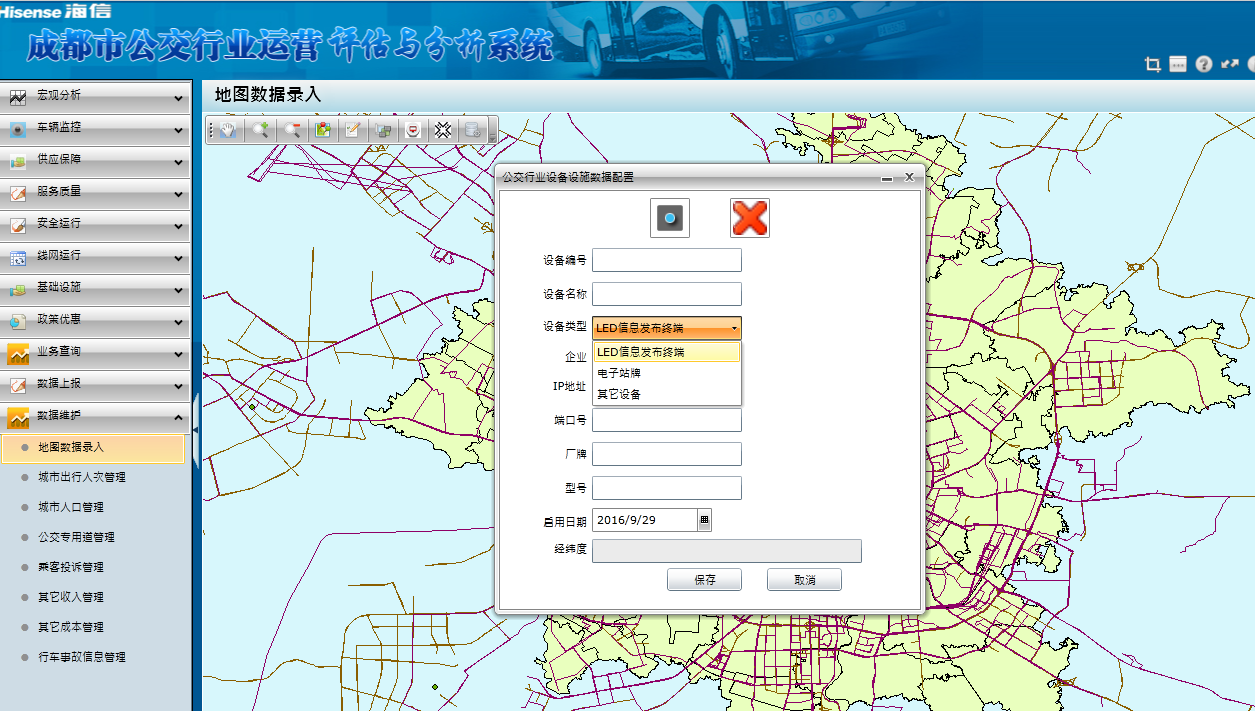 Hisense 海信
成都市公交行业运营评估与分析系统
宏观分析
车辆监控
供应保障
服务质量
安全运行
线网运行
基础设施
政策优惠
业务查询
数据上报
数据维护
地图数据录入
城市出行人次管理
城市人口管理
公交专用道管理
乘客投诉管理
其它收入管理
其它成本管理
行车事故信息管理
地图数据录入
公交行业设备设施数据配置
设备编号
设备名称
设备类型 LED信息发布终端
LED信息发布终端
电子站牌
其它设备
企业
IP地址
端口号
厂牌
型号
启用日期 2016/9/29
经纬度
保存 取消